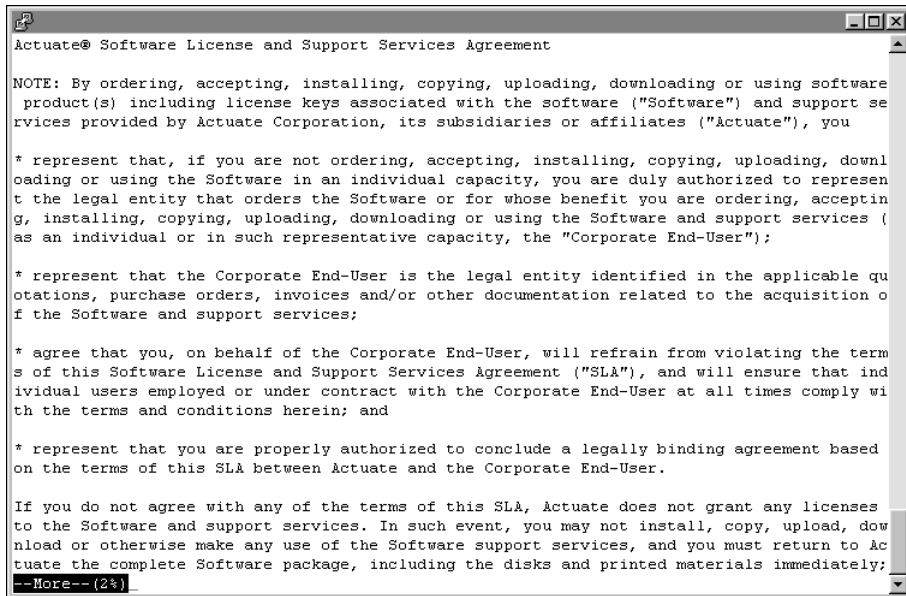 Actuate® Software License and Support Services Agreement
NOTE: By ordering, accepting, installing, copying, uploading, downloading or using software
product(s) including license keys associated with the software ("Software") and support se
rvices provided by Actuate Corporation, its subsidiaries or affiliates ("Actuate"), you
* represent that, if you are not ordering, accepting, installing, copying, uploading, downl
oading or using the Software in an individual capacity, you are duly authorized to represen
t the legal entity that orders the Software or for whose benefit you are ordering, acceptin
g, installing, copying, uploading, downloading or using the Software and support services (
as an individual or in such representative capacity, the "Corporate End-User");
* represent that the Corporate End-User is the legal entity identified in the applicable qu
otations, purchase orders, invoices and/or other documentation related to the acquisition o
f the Software and support services;
* agree that you, on behalf of the Corporate End-User, will refrain from violating the term
s of this Software License and Support Services Agreement ("SLA"), and will ensure that ind
ividual users employed or under contract with the Corporate End-User at all times comply wi
th the terms and conditions herein; and
* represent that you are properly authorized to conclude a legally binding agreement based
on the terms of this SLA between Actuate and the Corporate End-User.
If you do not agree with any of the terms of this SLA, Actuate does not grant any licenses
to the Software and support services. In such event, you may not install, copy, upload, dow
nload or otherwise make any use of the Software support services, and you must return to Ac
tuate the complete Software package, including the disks and printed materials immediately;
--More--(2%)